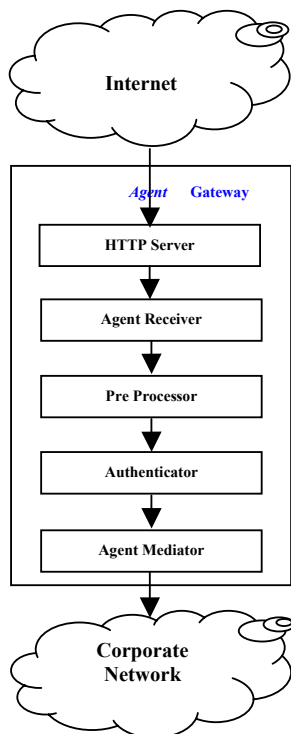 Internet
Agent Gateway
HTTP Server
Agent Receiver
Pre Processor
Authenticator
Agent Mediator
Corporate
Network